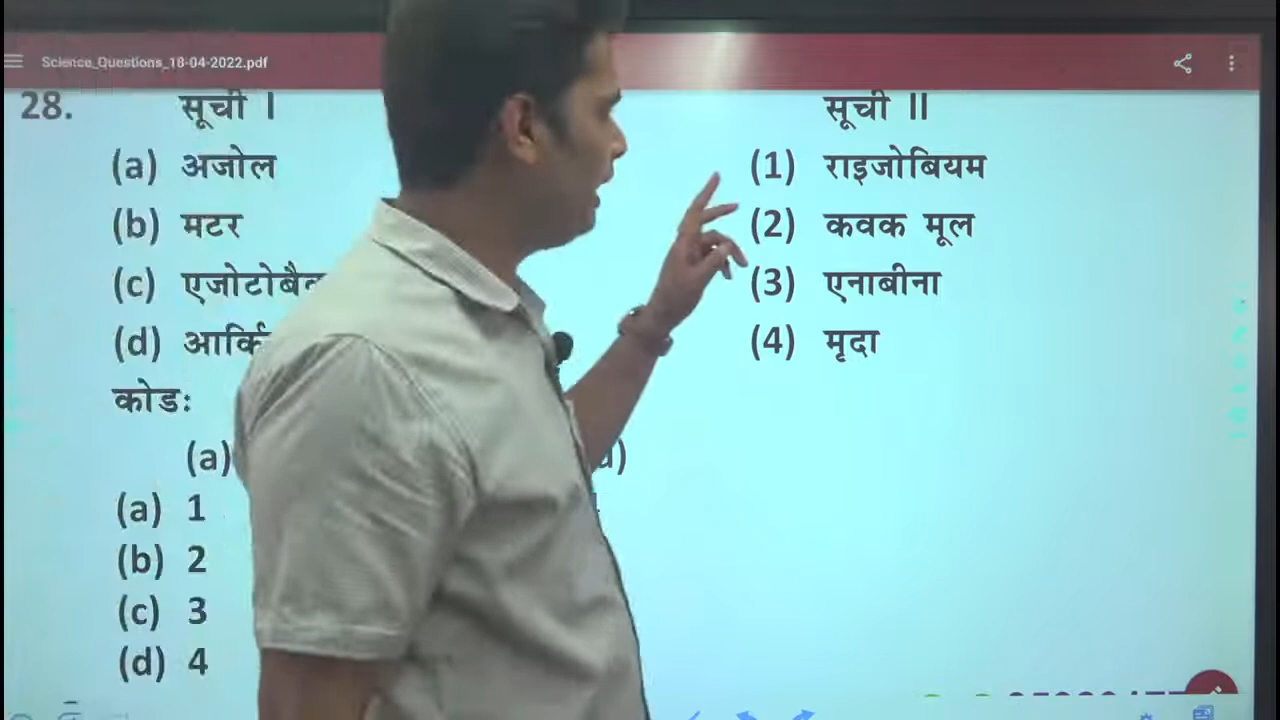 Science_Questions_18-04-2022.pdf
28. सूची I सूची II
(a) अजोल (1) राइजोबियम
(b) मटर (2) कवक मूल
(c) (3) एनाबीना
(d) (4) मृदा
कोडः
(a)
(a) 1
(b) 2
(c) 3
(d) 4